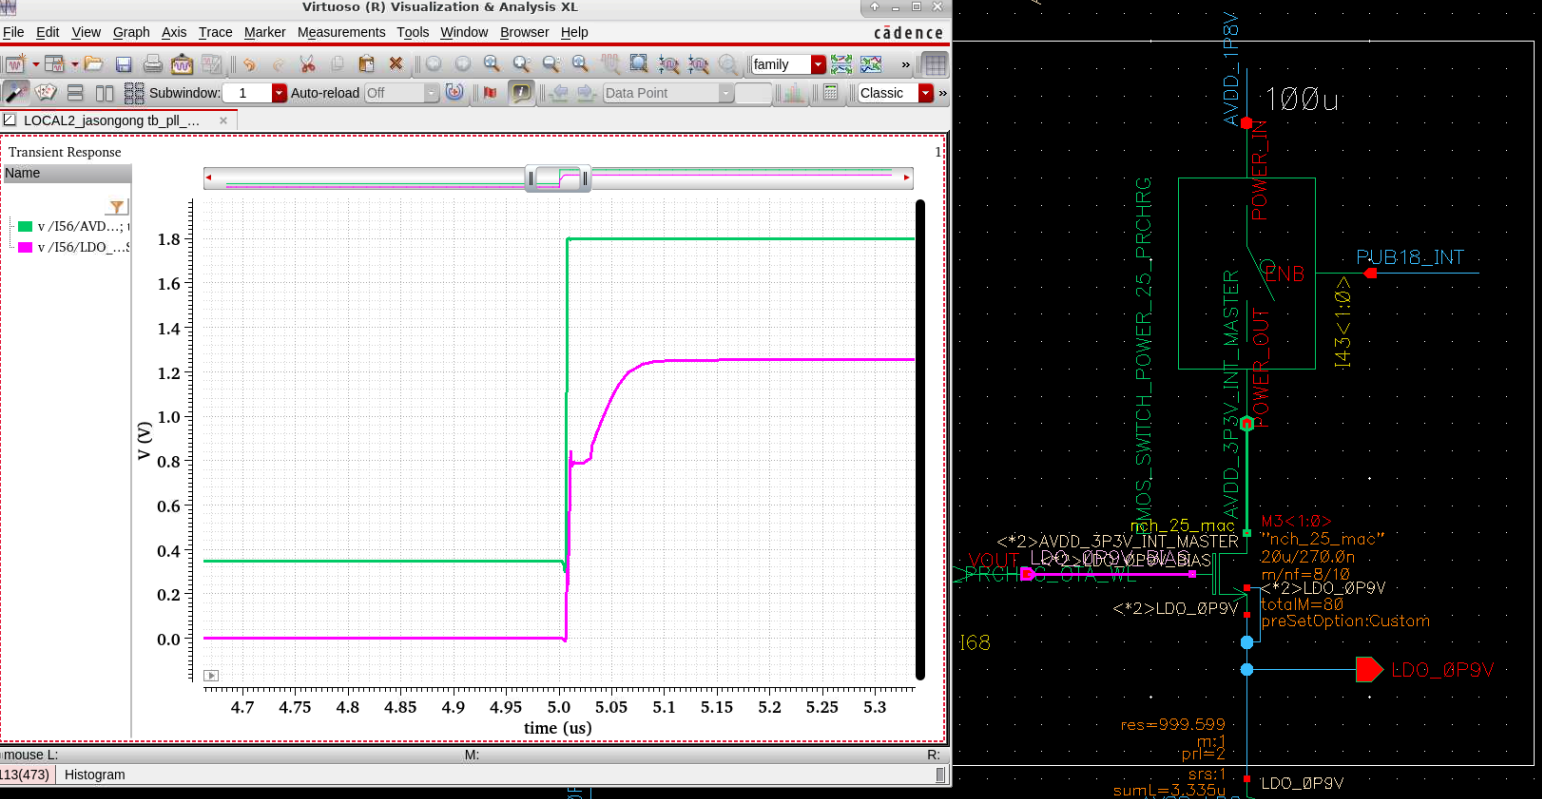 Virtuoso (R) Visualization & Analysis XL
File Edit View Graph Axis Trace Marker Measurements Tools Window Browser Help
cādence
family
»
Subwindow: 1 Auto-reload Off Data Point Classic »
LOCAL2_jasongong tb_pll_... ×
Transient Response
1
Name
v /I56/AVD...;
v /I56/LDO_...
V (V)
1.8
1.6
1.4
1.2
1.0
0.8
0.6
0.4
0.2
0.0
4.7 4.75 4.8 4.85 4.9 4.95 5.0 5.05 5.1 5.15 5.2 5.25 5.3
time (us)
mouse L: M: R:
113(473) Histogram
AVDD_1P8V
100u
POWER_IN
MOS_SWITCH_POWER_25_PRCHRG
ENB
PUB18_INT
I43<1:0>
AVDD_3P3V_INT_MASTER
POWER_OUT
nch_25_mac
<*2>AVDD_3P3V_INT_MASTER
VOUT
<*2>LDO_0P9V_BIAS
M3<1:0>
"nch_25_mac"
20u/270.0n
m/nf=8/10
<*2>LDO_0P9V
totalM=80
preSetOption:Custom
<*2>LDO_0P9V
I68
LDO_0P9V
res=999.599
m:1
prl=2
srs:1
sumL=3.335u
LDO_0P9V